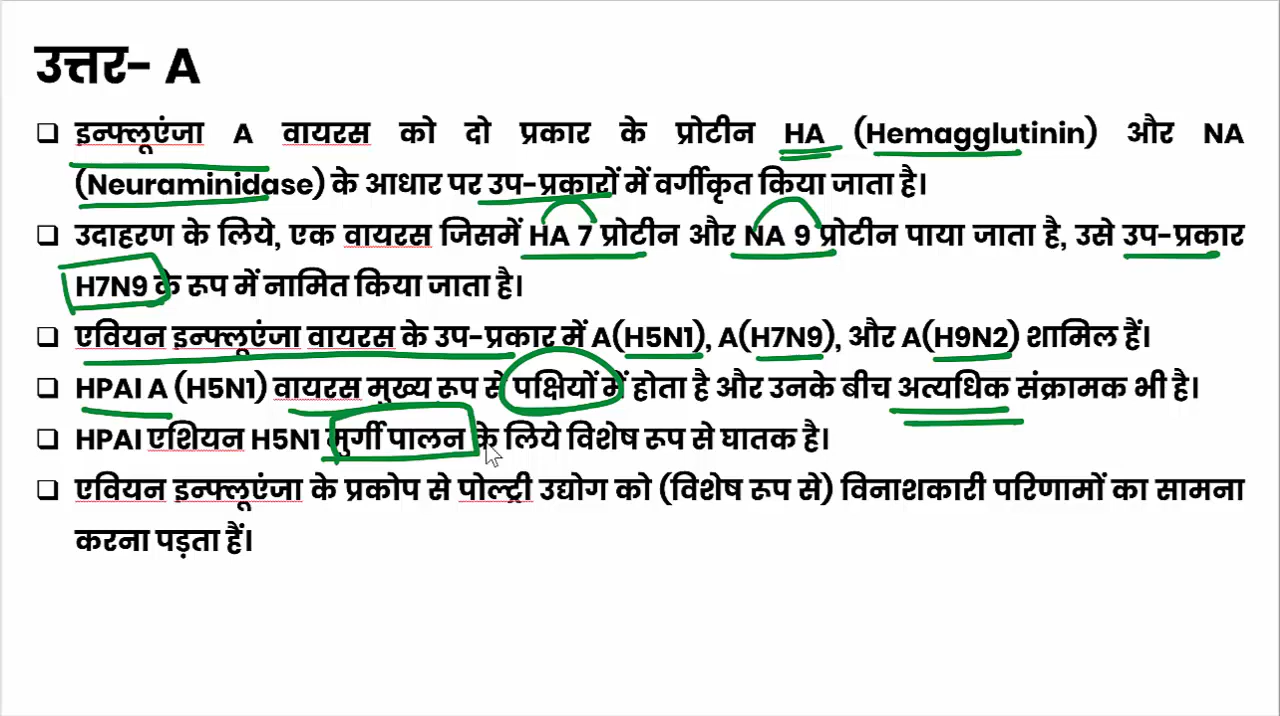 उत्तर- A
❑ इन्फ्लूएंजा A वायरस को दो प्रकार के प्रोटीन HA (Hemagglutinin) और NA
(Neuraminidase) के आधार पर उप-प्रकारों में वर्गीकृत किया जाता है।
❑ उदाहरण के लिये, एक वायरस जिसमें HA 7 प्रोटीन और NA 9 प्रोटीन पाया जाता है, उसे उप-प्रकार
H7N9 के रूप में नामित किया जाता है।
❑ एवियन इन्फ्लूएंजा वायरस के उप-प्रकार में A(H5N1), A(H7N9), और A(H9N2) शामिल हैं।
❑ HPAI A (H5N1) वायरस मुख्य रूप से पक्षियों में होता है और उनके बीच अत्यधिक संक्रामक भी है।
❑ HPAI एशियन H5N1 मुर्गी पालन के लिये विशेष रूप से घातक है।
❑ एवियन इन्फ्लूएंजा के प्रकोप से पोल्ट्री उद्योग को (विशेष रूप से) विनाशकारी परिणामों का सामना
करना पड़ता हैं।